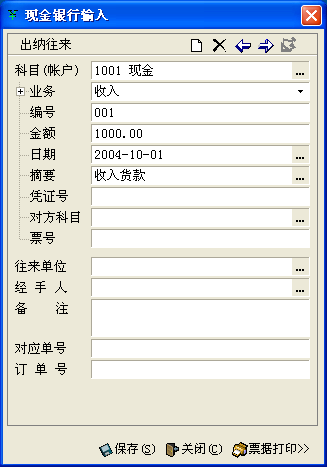 现金银行输入
出纳往来
科目(帐户) 1001 现金 ...
业务 收入
编号 001
金额 1000.00
日期 2004-10-01 ...
摘要 收入货款 ...
凭证号
对方科目 ...
票号
往来单位 ...
经 手 人 ...
备 注
对应单号
订 单 号
保存(S) 关闭(C) 票据打印>>